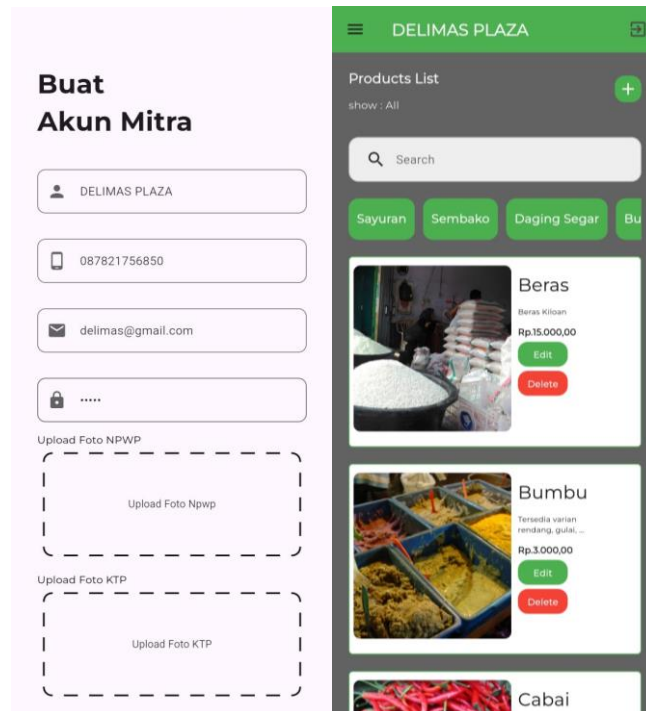 Buat
Akun Mitra
DELIMAS PLAZA
087821756850
delimas@gmail.com
•••••
Upload Foto NPWP
Upload Foto Npwp
Upload Foto KTP
Upload Foto KTP
DELIMAS PLAZA
Products List
show : All
Search
Sayuran
Sembako
Daging Segar
Bu
Beras
Beras Kiloan
Rp.15.000,00
Edit
Delete
Bumbu
Tersedia varian
rendang, gulai, ...
Rp.3.000,00
Edit
Delete
Cabai